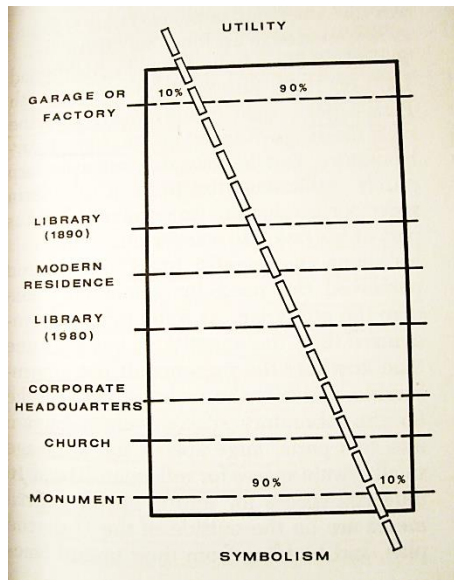 UTILITY
10% 90%
GARAGE OR
FACTORY
LIBRARY
(1890)
MODERN
RESIDENCE
LIBRARY
(1980)
CORPORATE
HEADQUARTERS
CHURCH
90% 10%
MONUMENT
SYMBOLISM